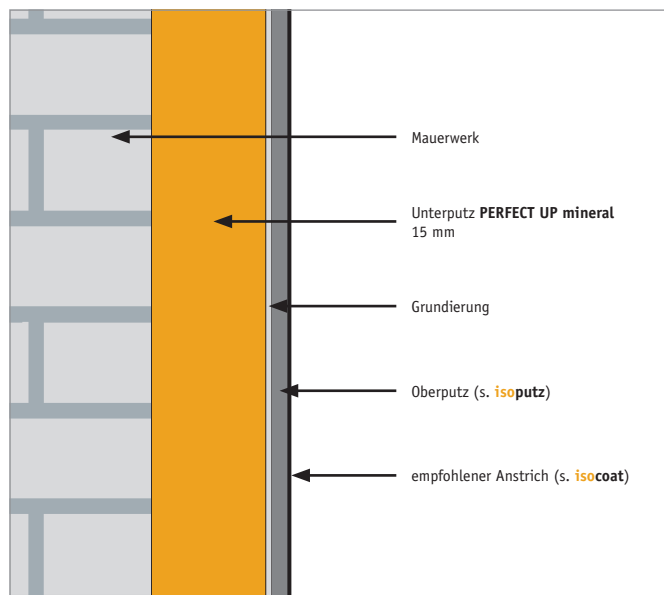 Mauerwerk
Unterputz PERFECT UP mineral
15 mm
Grundierung
Oberputz (s. isoputz)
empfohlener Anstrich (s. isocoat)